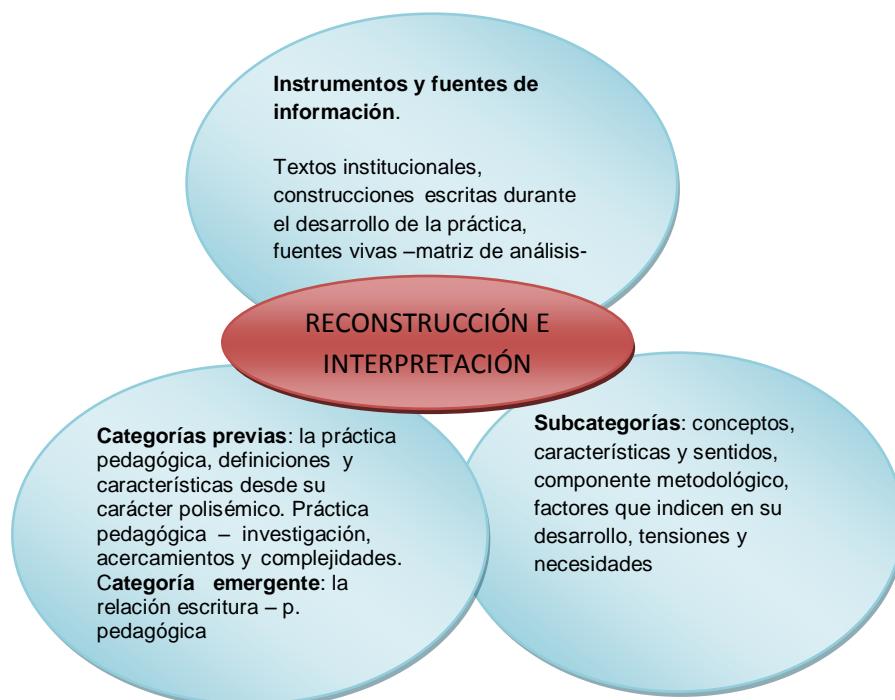 Instrumentos y fuentes de
información.
Textos institucionales,
construcciones escritas durante
el desarrollo de la práctica,
fuentes vivas –matriz de análisis-
RECONSTRUCCIÓN E
INTERPRETACIÓN
Categorías previas: la práctica
pedagógica, definiciones y
características desde su
carácter polisémico. Práctica
pedagógica – investigación,
acercamientos y complejidades.
Categoría emergente: la
relación escritura – p.
pedagógica
Subcategorías: conceptos,
características y sentidos,
componente metodológico,
factores que indicen en su
desarrollo, tensiones y
necesidades